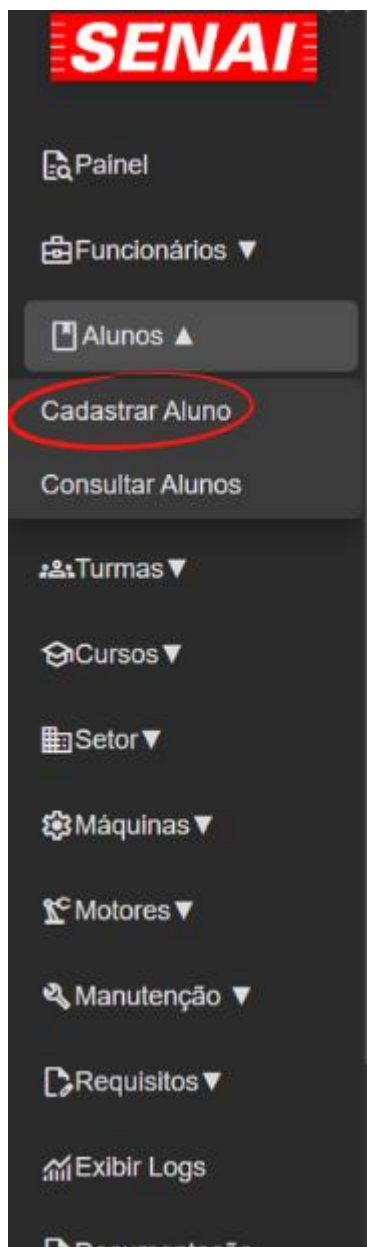 SENAI
Painel
Funcionários ▼
Alunos ▲
Cadastrar Aluno
Consultar Alunos
Turmas▼
Cursos▼
Setor▼
Máquinas▼
Motores▼
Manutenção ▼
Requisitos▼
Exibir Logs